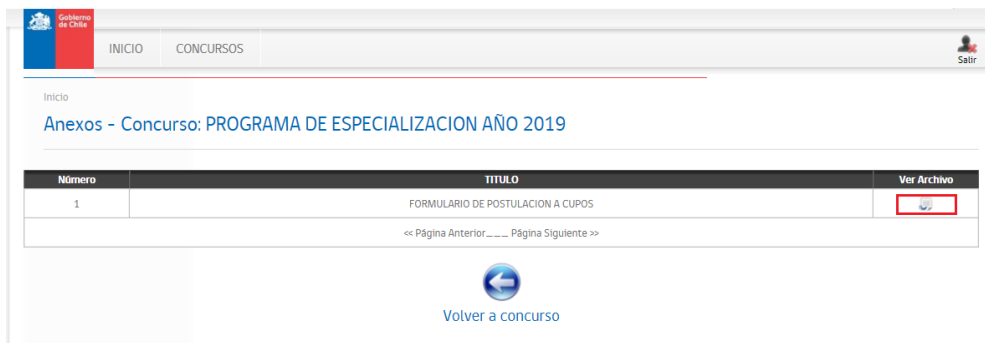 Gobierno
de Chile
INICIO CONCURSOS
Salir
Inicio
Anexos - Concurso: PROGRAMA DE ESPECIALIZACION AÑO 2019
Número TITULO Ver Archivo
1 FORMULARIO DE POSTULACION A CUPOS
<< Página Anterior___ Página Siguiente >>
Volver a concurso